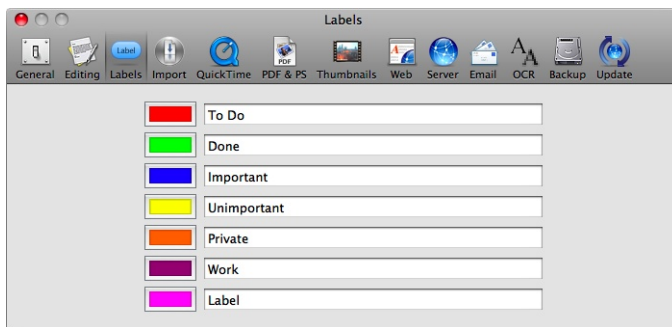 Labels
General Editing Labels Import QuickTime PDF & PS Thumbnails Web Server Email OCR Backup Update
To Do
Done
Important
Unimportant
Private
Work
Label